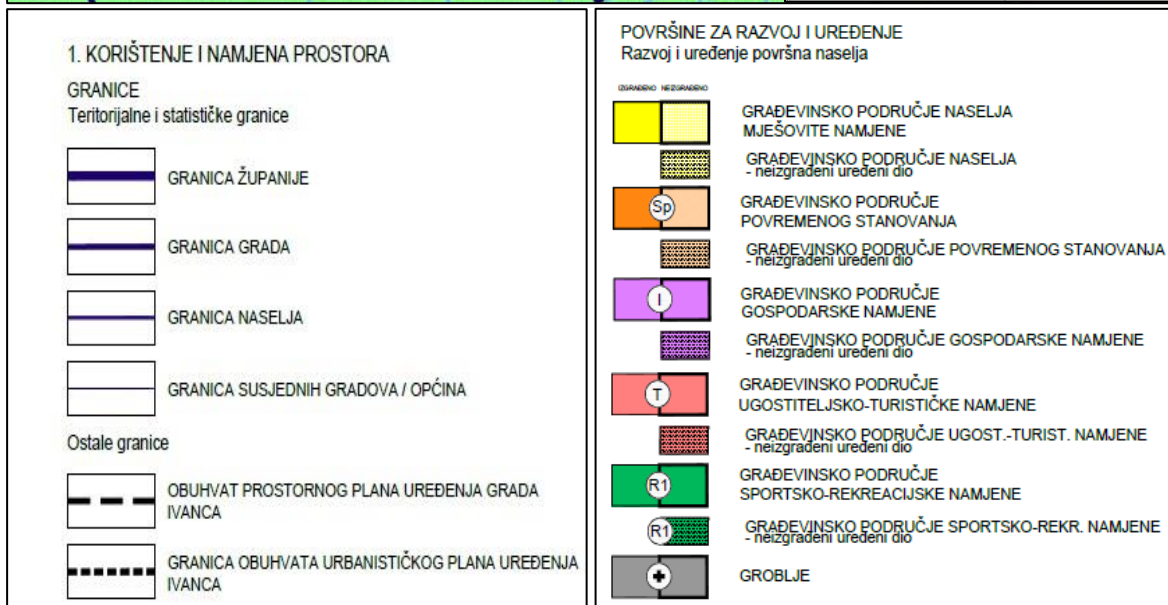 1. KORIŠTENJE I NAMJENA PROSTORA
GRANICE
Teritorijalne i statističke granice
GRANICA ŽUPANIJE
GRANICA GRADA
GRANICA NASELJA
GRANICA SUSJEDNIH GRADOVA / OPĆINA
Ostale granice
OBUHVAT PROSTORNOG PLANA UREĐENJA GRADA
IVANCA
GRANICA OBUHVATA URBANISTIČKOG PLANA UREĐENJA
IVANCA
POVRŠINE ZA RAZVOJ I UREĐENJE
Razvoj i uređenje površna naselja
IZGRAĐENO NEIZGRAĐENO
GRAĐEVINSKO PODRUČJE NASELJA
MJEŠOVITE NAMJENE
GRAĐEVINSKO PODRUČJE NASELJA
- neizgrađeni uređeni dio
Sp
GRAĐEVINSKO PODRUČJE
POVREMENOG STANOVANJA
GRAĐEVINSKO PODRUČJE POVREMENOG STANOVANJA
- neizgrađeni uređeni dio
I
GRAĐEVINSKO PODRUČJE
GOSPODARSKE NAMJENE
GRAĐEVINSKO PODRUČJE GOSPODARSKE NAMJENE
- neizgrađeni uređeni dio
T
GRAĐEVINSKO PODRUČJE
UGOSTITELJSKO-TURISTIČKE NAMJENE
GRAĐEVINSKO PODRUČJE UGOST.-TURIST. NAMJENE
- neizgrađeni uređeni dio
R1
GRAĐEVINSKO PODRUČJE
SPORTSKO-REKREACIJSKE NAMJENE
R1
GRAĐEVINSKO PODRUČJE SPORTSKO-REKR. NAMJENE
- neizgrađeni uređeni dio
GROBLJE